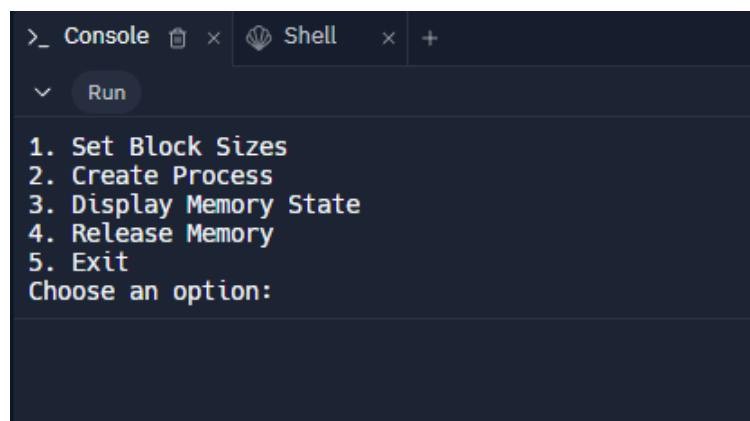 >_ Console × Shell × +
Run
1. Set Block Sizes
2. Create Process
3. Display Memory State
4. Release Memory
5. Exit
Choose an option: